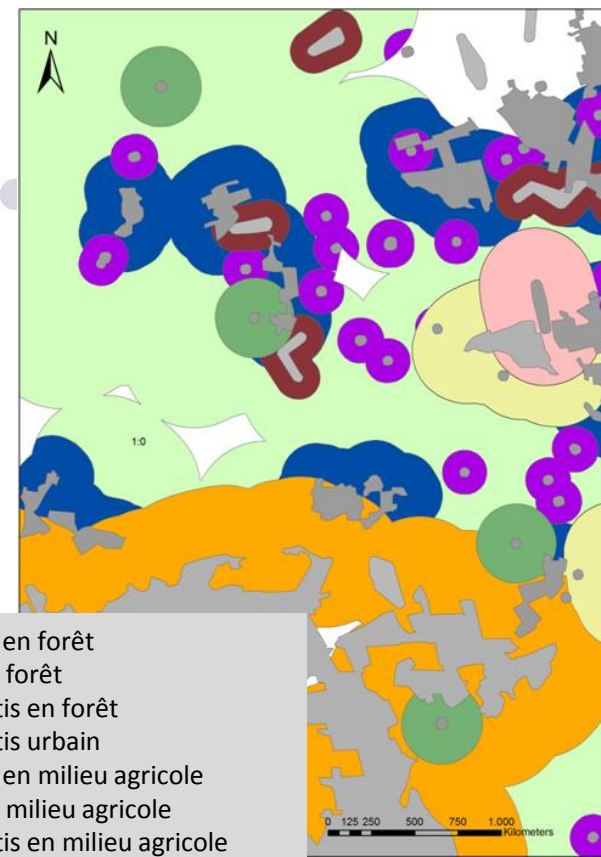 N
1:0
en forêt
forêt
tis en forêt
tis urbain
en milieu agricole
milieu agricole
tis en milieu agricole
0 125 250 500 750 1.000
Kilometers